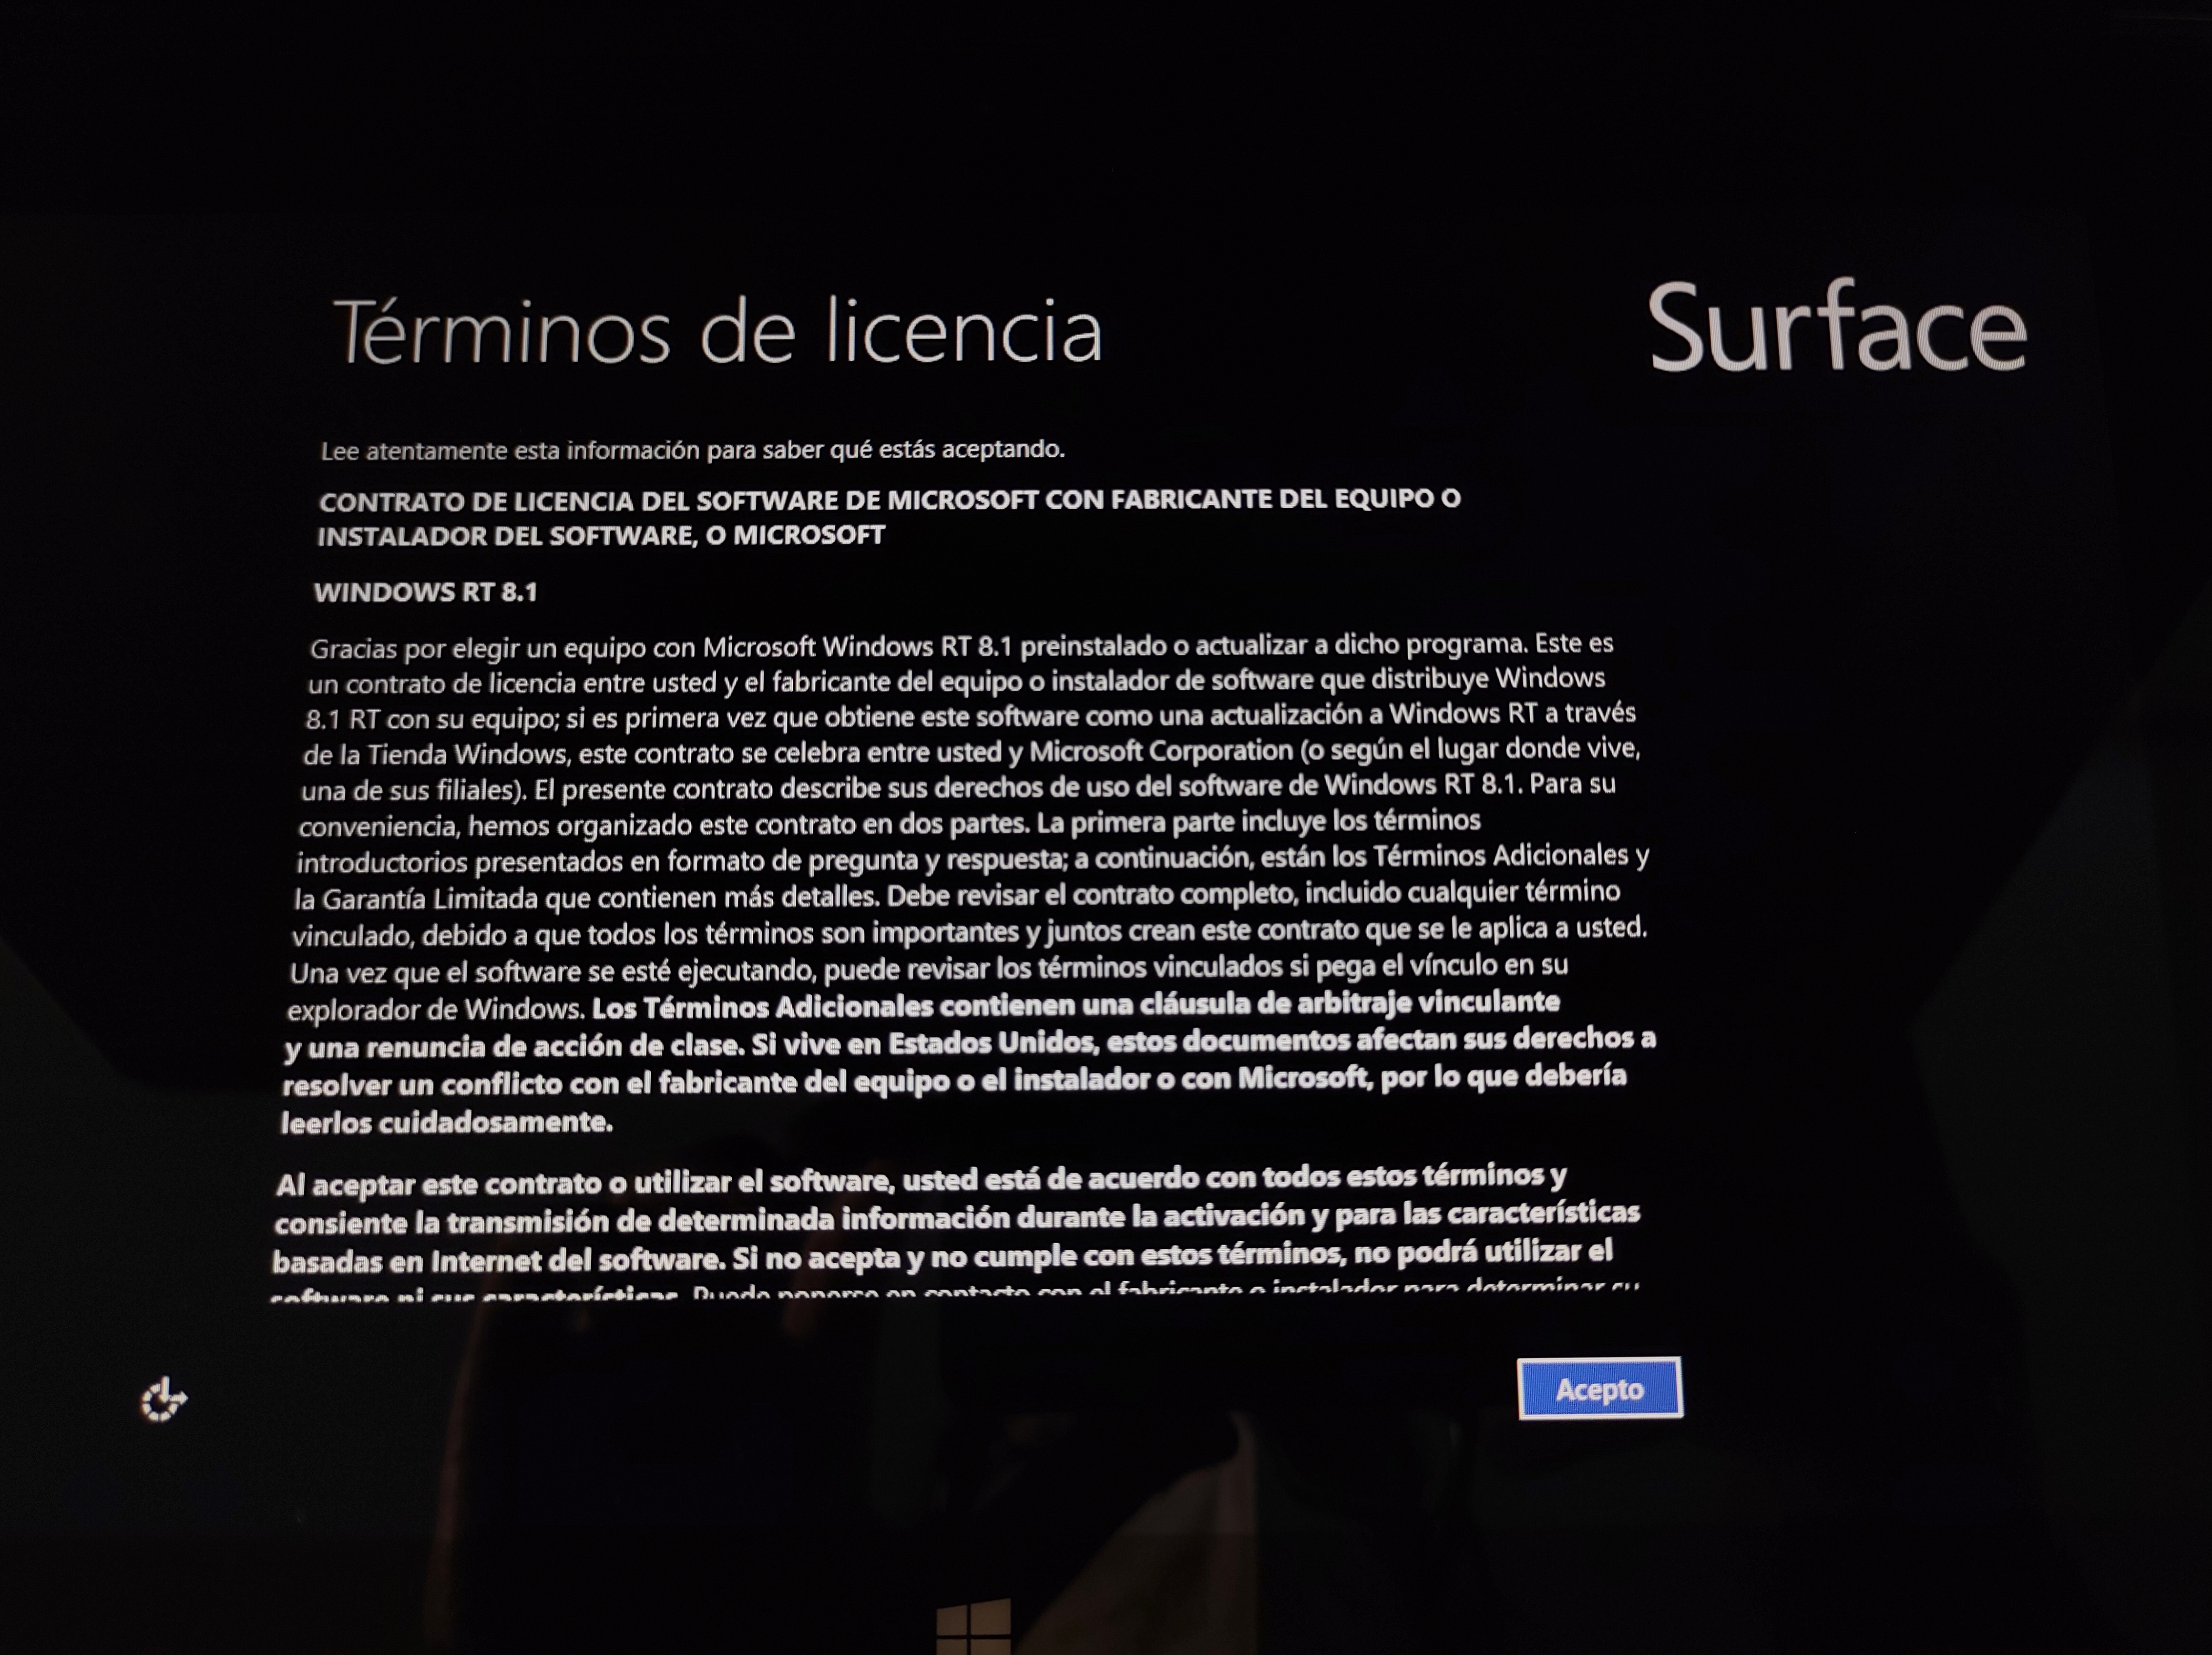 Términos de licencia
Surface
Lee atentamente esta información para saber qué estás aceptando.
CONTRATO DE LICENCIA DEL SOFTWARE DE MICROSOFT CON FABRICANTE DEL EQUIPO O
INSTALADOR DEL SOFTWARE, O MICROSOFT
WINDOWS RT 8.1
Gracias por elegir un equipo con Microsoft Windows RT 8.1 preinstalado o actualizar a dicho programa. Este es
un contrato de licencia entre usted y el fabricante del equipo o instalador de software que distribuye Windows
8.1 RT con su equipo; si es primera vez que obtiene este software como una actualización a Windows RT a través
de la Tienda Windows, este contrato se celebra entre usted y Microsoft Corporation (o según el lugar donde vive,
una de sus filiales). El presente contrato describe sus derechos de uso del software de Windows RT 8.1. Para su
conveniencia, hemos organizado este contrato en dos partes. La primera parte incluye los términos
introductorios presentados en formato de pregunta y respuesta; a continuación, están los Términos Adicionales y
la Garantía Limitada que contienen más detalles. Debe revisar el contrato completo, incluido cualquier término
vinculado, debido a que todos los términos son importantes y juntos crean este contrato que se le aplica a usted.
Una vez que el software se esté ejecutando, puede revisar los términos vinculados si pega el vínculo en su
explorador de Windows. Los Términos Adicionales contienen una cláusula de arbitraje vinculante
y una renuncia de acción de clase. Si vive en Estados Unidos, estos documentos afectan sus derechos a
resolver un conflicto con el fabricante del equipo o el instalador o con Microsoft, por lo que debería
leerlos cuidadosamente.
Al aceptar este contrato o utilizar el software, usted está de acuerdo con todos estos términos y
consiente la transmisión de determinada información durante la activación y para las características
basadas en Internet del software. Si no acepta y no cumple con estos términos, no podrá utilizar el
software ni sus características. Puede ponerse en contacto con el fabricante o instalador para determinar su
Acepto